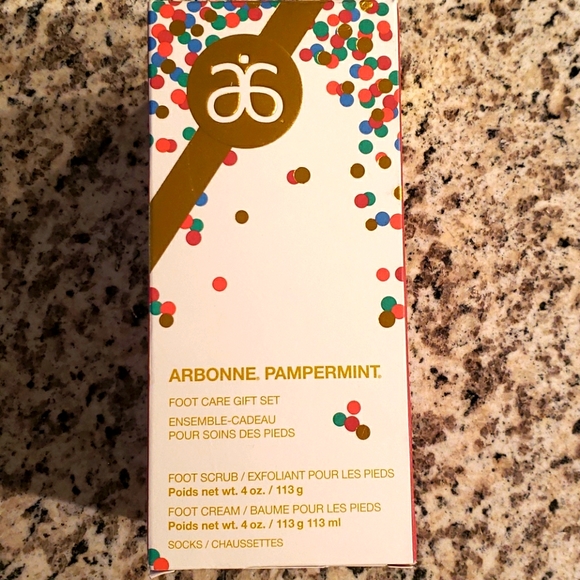 ARBONNE® PAMPERMINT®
FOOT CARE GIFT SET
ENSEMBLE-CADEAU
POUR SOINS DES PIEDS
FOOT SCRUB / EXFOLIANT POUR LES PIEDS
Poids net wt. 4 oz. / 113 g
FOOT CREAM / BAUME POUR LES PIEDS
Poids net wt. 4 oz. / 113 g 113 ml
SOCKS / CHAUSSETTES